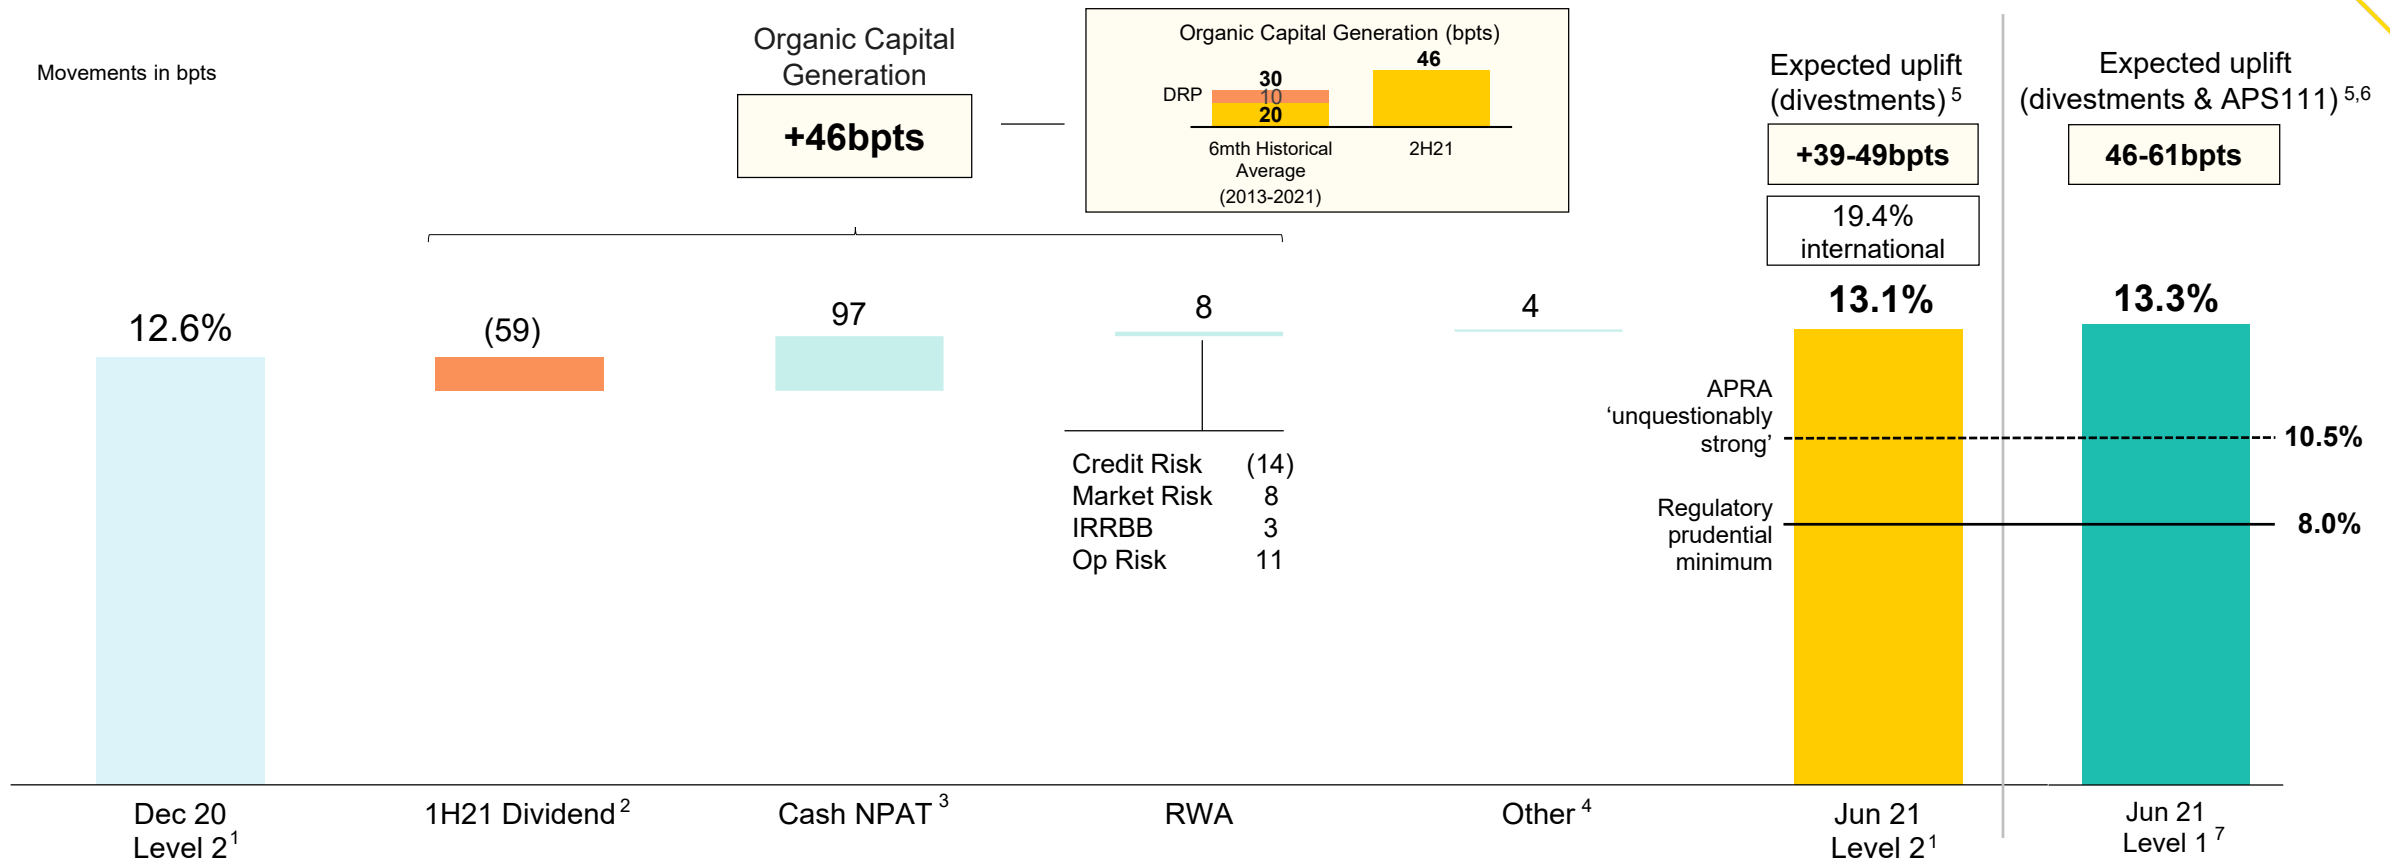 Movements in bpts
Organic Capital
Generation
+46bpts
Organic Capital Generation (bpts)
46
30
DRP
10
20
6mth Historical
Average
(2013-2021)
2H21
Expected uplift
(divestments) 5
+39-49bpts
19.4%
international
Expected uplift
(divestments & APS111) 5,6
46-61bpts
12.6%
(59)
97
8
4
13.1%
13.3%
Credit Risk (14)
Market Risk 8
IRRBB 3
Op Risk 11
APRA
‘unquestionably
strong’
10.5%
Regulatory
prudential
minimum
8.0%
Dec 20
Level 2 1
1H21 Dividend 2
Cash NPAT 3
RWA
Other 4
Jun 21
Level 2 1
Jun 21
Level 1 7